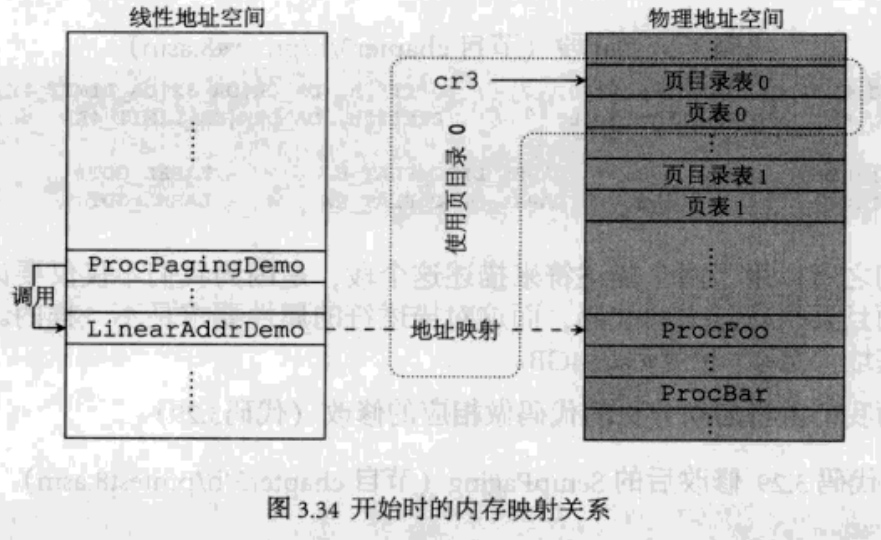 线性地址空间
物理地址空间
cr3
页目录表 0
页表 0
使用页目录 0
页目录表 1
页表 1
ProcPagingDemo
调用
LinearAddrDemo
地址映射
ProcFoo
ProcBar
图 3.34 开始时的内存映射关系